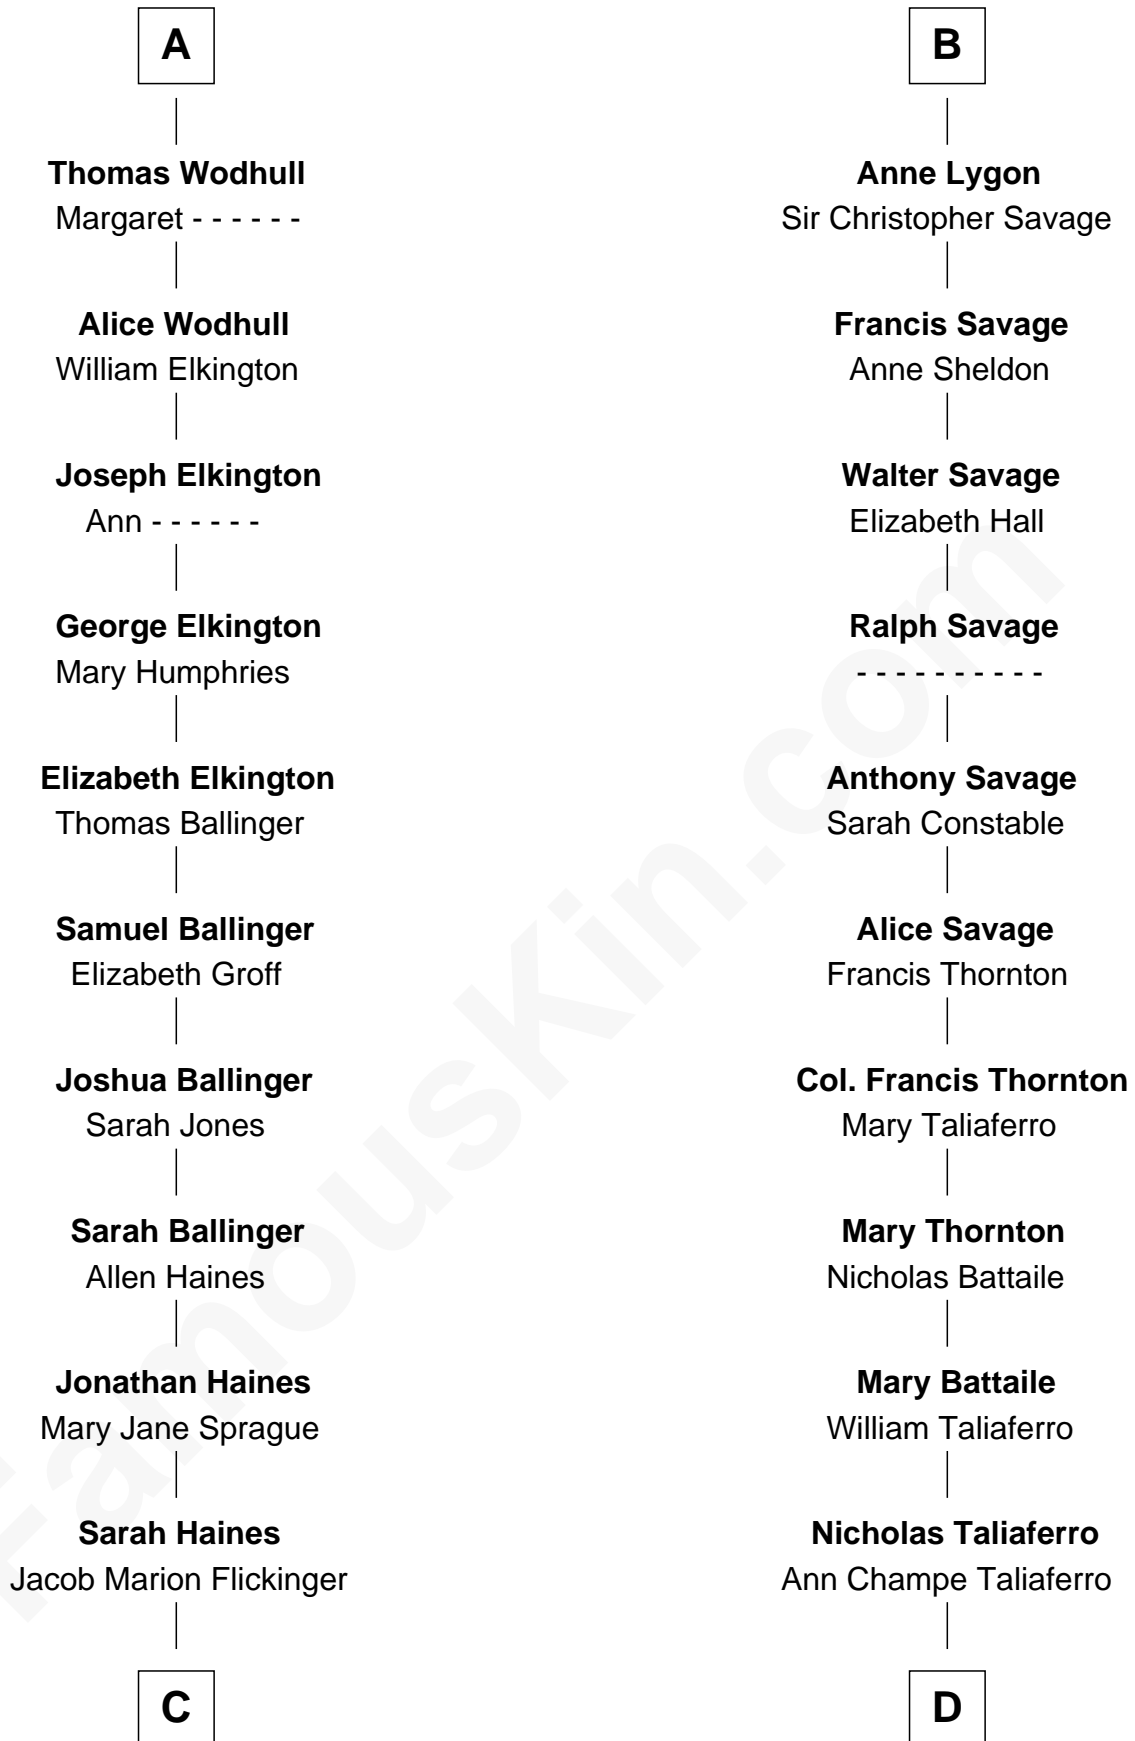 A
Thomas Wodhull
Margaret - - - - - -
Alice Wodhull
William Elkington
Joseph Elkington
Ann - - - - - -
George Elkington
Mary Humphries
Elizabeth Elkington
Thomas Ballinger
Samuel Ballinger
Elizabeth Groff
Joshua Ballinger
Sarah Jones
Sarah Ballinger
Allen Haines
Jonathan Haines
Mary Jane Sprague
Sarah Haines
Jacob Marion Flickinger
C
B
Anne Lygon
Sir Christopher Savage
Francis Savage
Anne Sheldon
Walter Savage
Elizabeth Hall
Ralph Savage
- - - - - - - - - -
Anthony Savage
Sarah Constable
Alice Savage
Francis Thornton
Col. Francis Thornton
Mary Taliaferro
Mary Thornton
Nicholas Battaile
Mary Battaile
William Taliaferro
Nicholas Taliaferro
Ann Champe Taliaferro
D
FamousKin.com